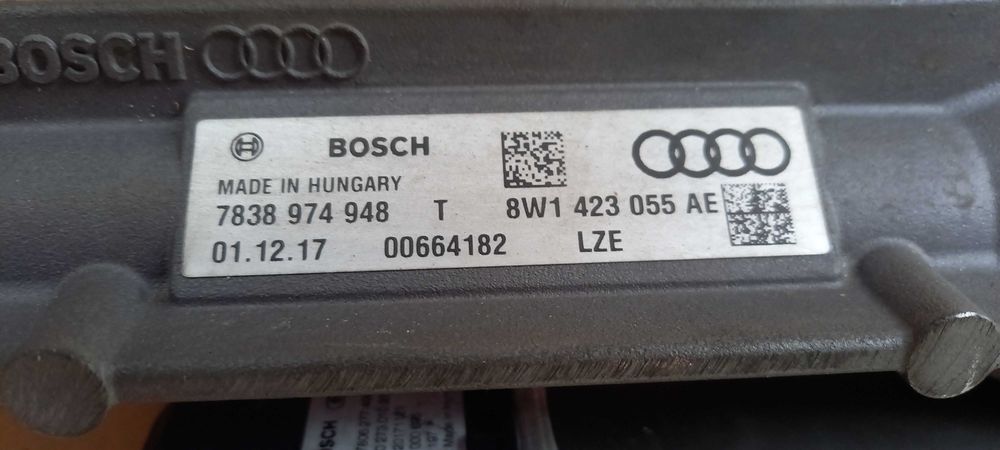 BOSCH
BOSCH
MADE IN HUNGARY
7838 974 948 T 8W1 423 055 AE
01.12.17 00664182 LZE